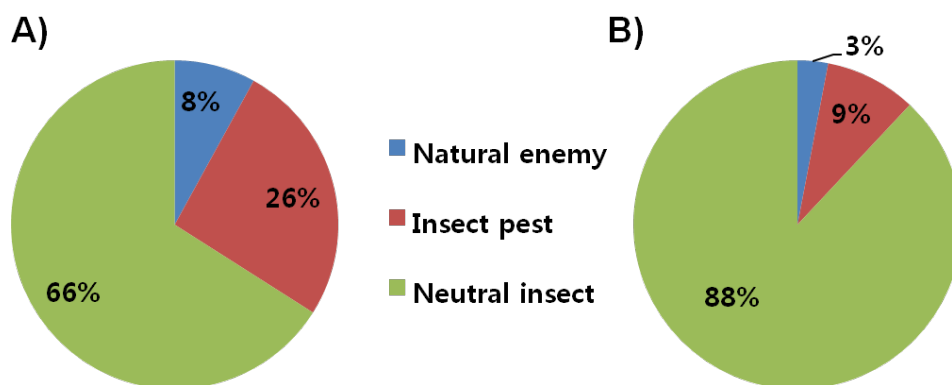 A)
8%
26%
66%
Natural enemy
Insect pest
Neutral insect
B)
3%
9%
88%